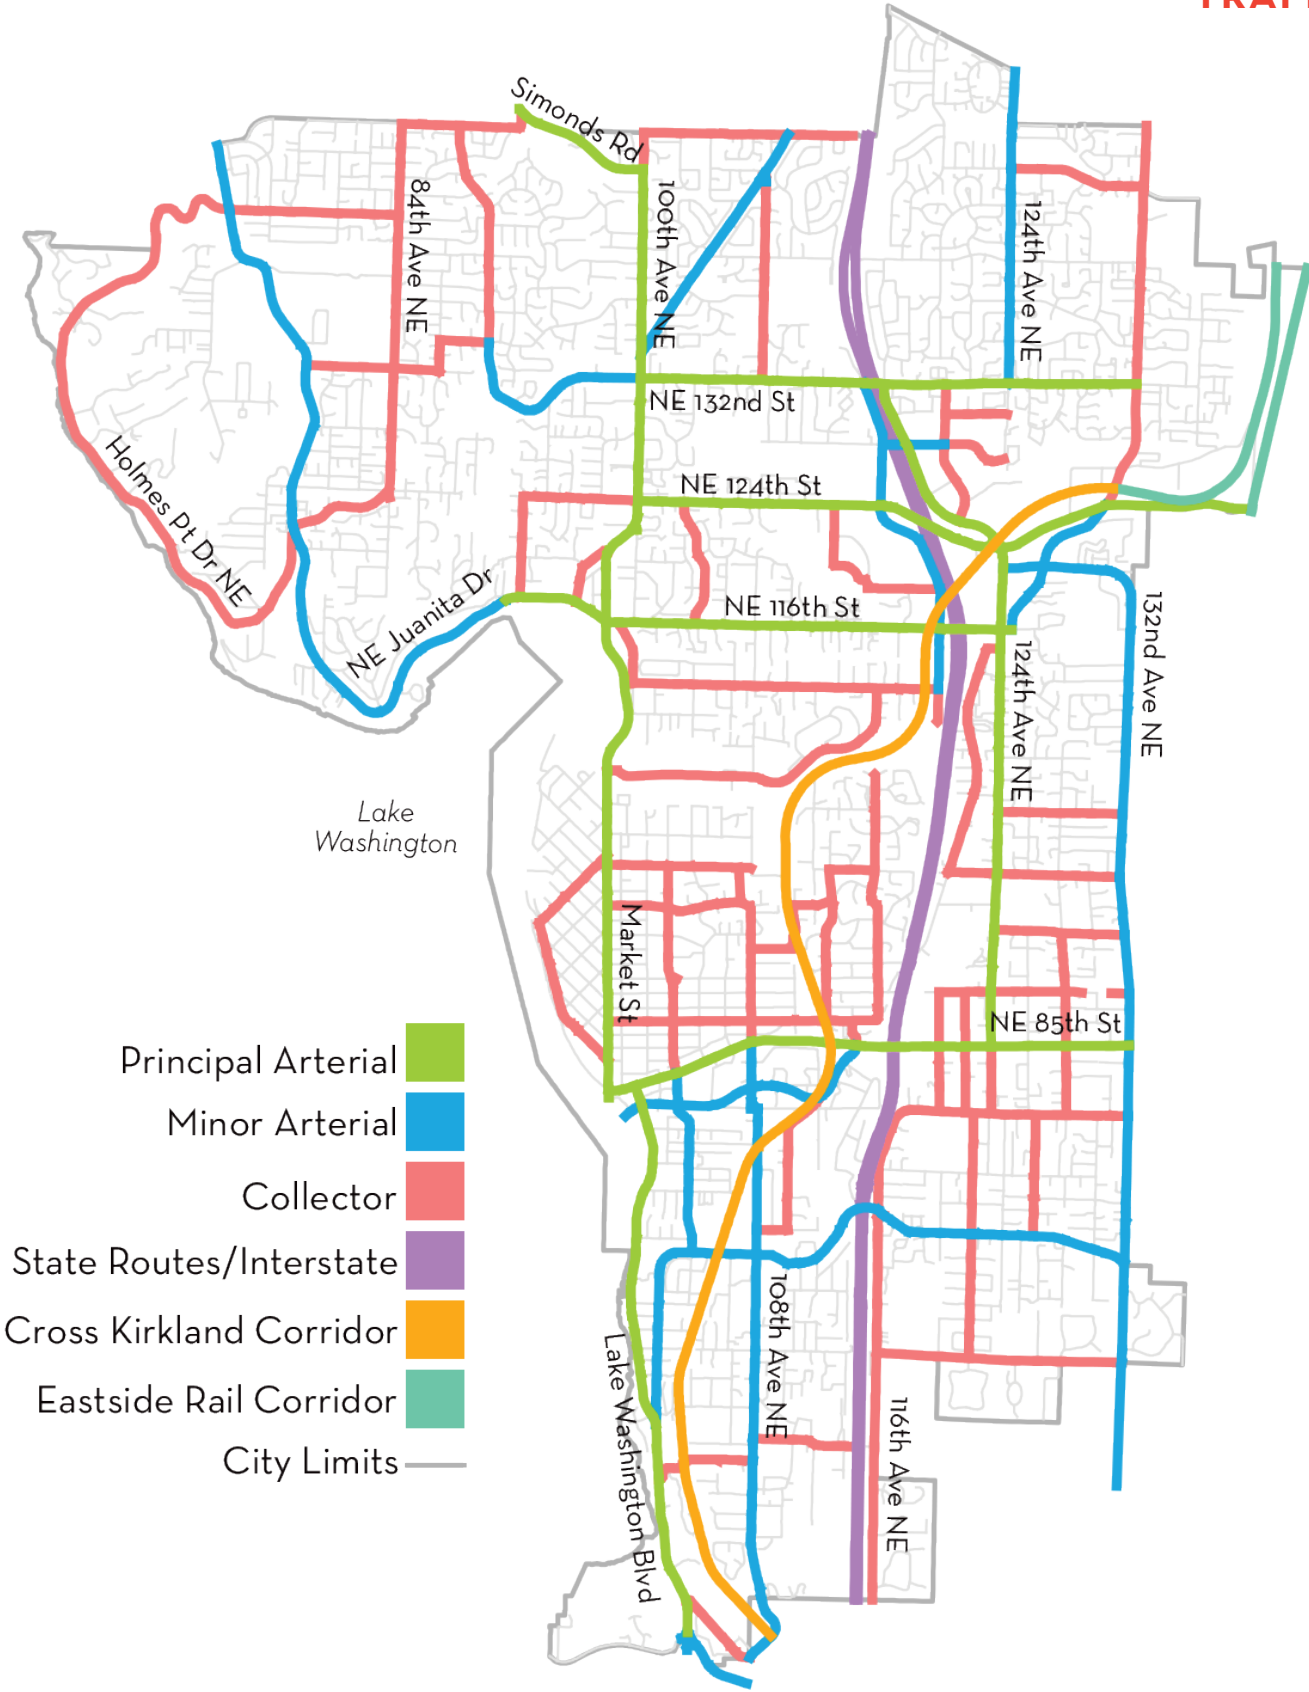 Simonds Rd
84th Ave NE
100th Ave NE
124th Ave NE
NE 132nd St
NE 124th St
Holmes Pt Dr NE
NE Juanita Dr
NE 116th St
132nd Ave NE
124th Ave NE
Lake
Washington
Market St
NE 85th St
Principal Arterial
Minor Arterial
Collector
State Routes/Interstate
Cross Kirkland Corridor
Eastside Rail Corridor
City Limits
108th Ave NE
Lake Washington Blvd
116th Ave NE